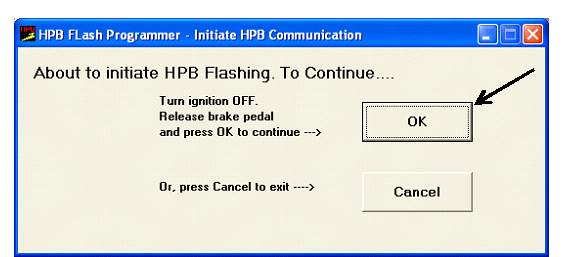 HPB FLash Programmer - Initiate HPB Communication
About to initiate HPB Flashing. To Continue....
Turn ignition OFF.
Release brake pedal
and press OK to continue --->
OK
Or, press Cancel to exit ---->
Cancel